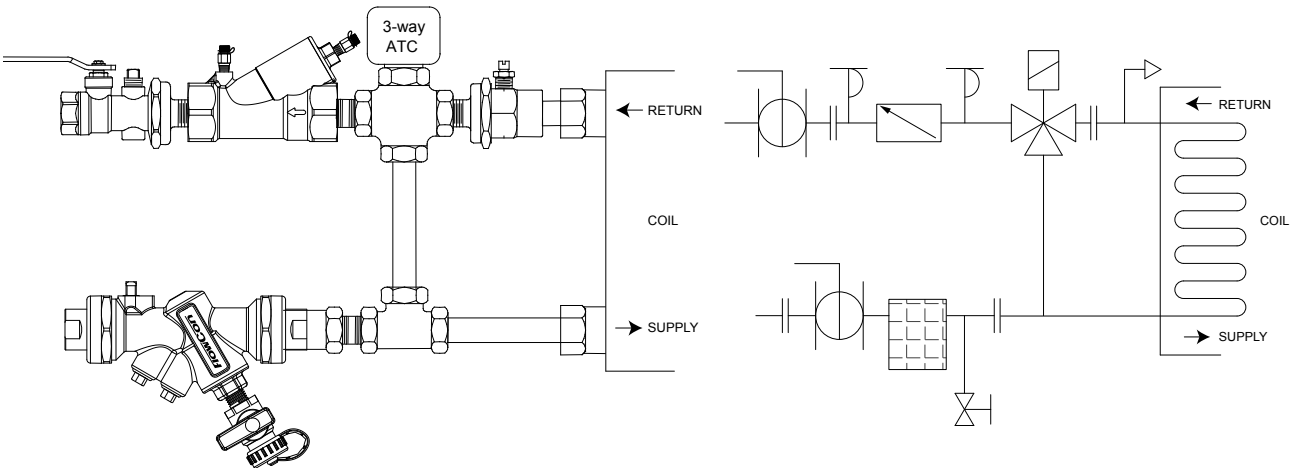 3-way
ATC
RETURN
COIL
SUPPLY
FlowCon
RETURN
COIL
SUPPLY